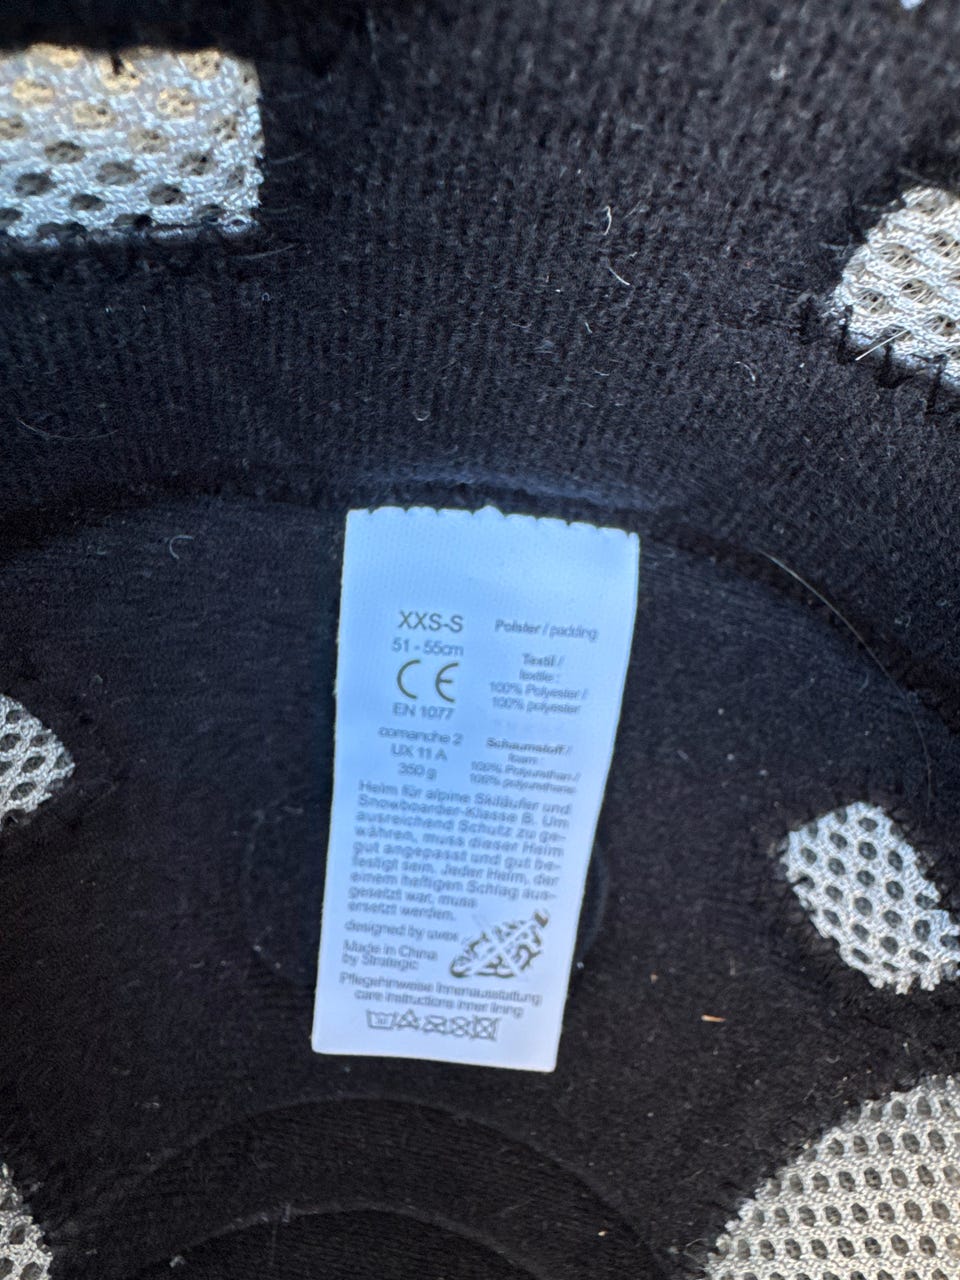 XXS-S
51 - 55cm
CE
EN 1077
comanche 2
UX 11 A
350 g
Polster / padding
Textil /
textile :
100% Polyester /
100% polyester
Schaumstoff /
foam :
100% Polyurethan /
100% polyurethane
Helm für alpine Skiläufer und
Snowboarder-Klasse B. Um
ausreichend Schutz zu ge-
währen, muss dieser Helm
gut angepasst und gut be-
festigt sein. Jeder Helm, der
einem heftigen Schlag aus-
gesetzt war, muss
ersetzt werden.
designed by uvex
Made in China
by Strategic
Pflegehinweise Innenausstattung
care instructions inner lining